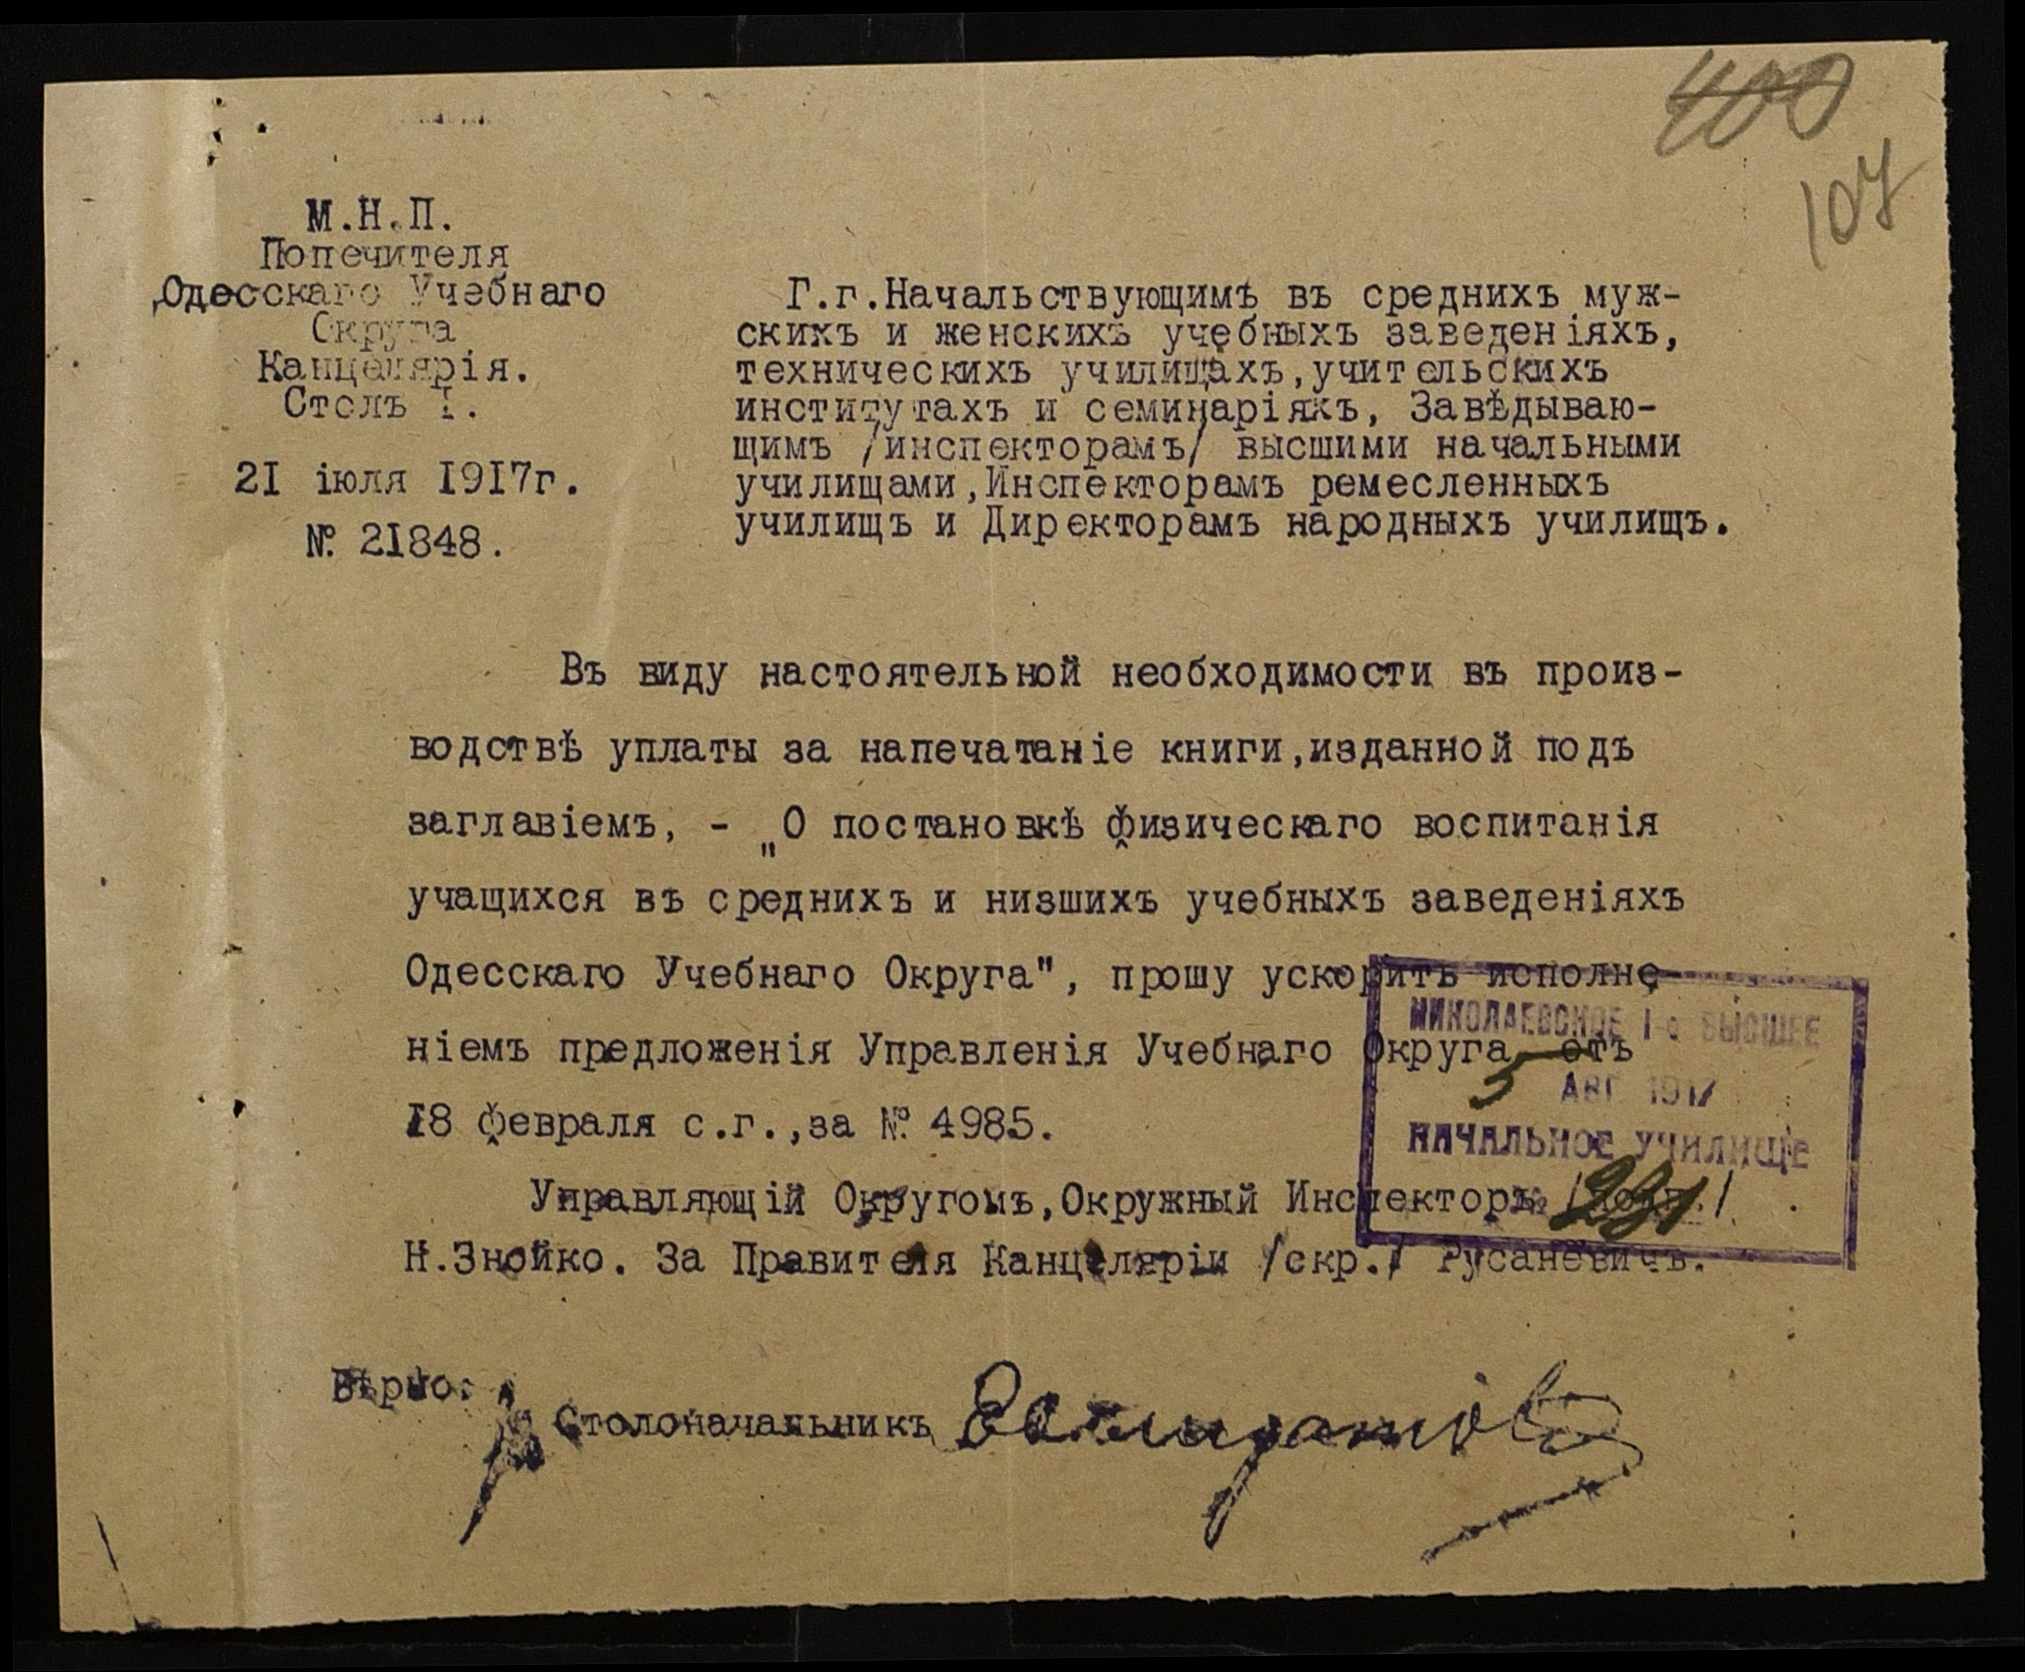 400
107
М.Н.П.
Попечителя
Одесскаго Учебнаго
Округа
Канцелярія.
Столъ I.
21 іюля 1917г.
№ 21848.
Г.г.Начальствующимъ въ среднихъ муж-
скихъ и женскихъ учебныхъ заведеніяхъ,
техническихъ училищахъ,учительскихъ
институтахъ и семинаріяхъ, Завѣдываю-
щимъ /инспекторамъ/ высшими начальными
училищами,Инспекторамъ ремесленныхъ
училищъ и Директорамъ народныхъ училищъ.
Въ виду настоятельной необходимости въ произ-
водствѣ уплаты за напечатаніе книги,изданной подъ
заглавіемъ, - „О постановкѣ физическаго воспитанія
учащихся въ среднихъ и низшихъ учебныхъ заведеніяхъ
Одесскаго Учебнаго Округа", прошу ускорить исполне-
ніемъ предложенія Управленія Учебнаго Округа отъ
18 февраля с.г.,за № 4985.
Управляющій Округомъ,Окружный Инспекторъ
Н.Знойко. За Правителя Канцеляріи /скр./ Русаневичъ.
НИКОЛАЕВСКОЕ 1-е ВЫСШЕЕ
5 АВГ 1917
НАЧАЛЬНОЕ УЧИЛИЩЕ
Вѣрно:
Столоначальникъ